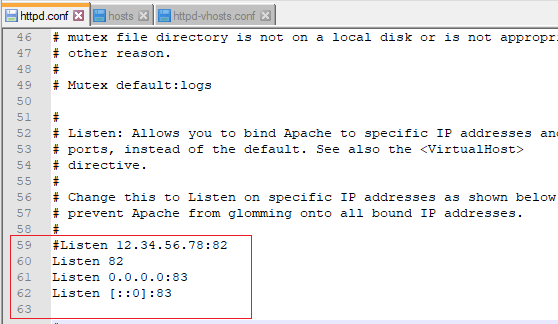 httpd.conf hosts httpd-vhosts.conf
46 # mutex file directory is not on a local disk or is not appropri
47 # other reason.
48 #
49 # Mutex default:logs
50
51 #
52 # Listen: Allows you to bind Apache to specific IP addresses an
53 # ports, instead of the default. See also the <VirtualHost>
54 # directive.
55 #
56 # Change this to Listen on specific IP addresses as shown below
57 # prevent Apache from glomming onto all bound IP addresses.
58 #
59 #Listen 12.34.56.78:82
60 Listen 82
61 Listen 0.0.0.0:83
62 Listen [::0]:83
63